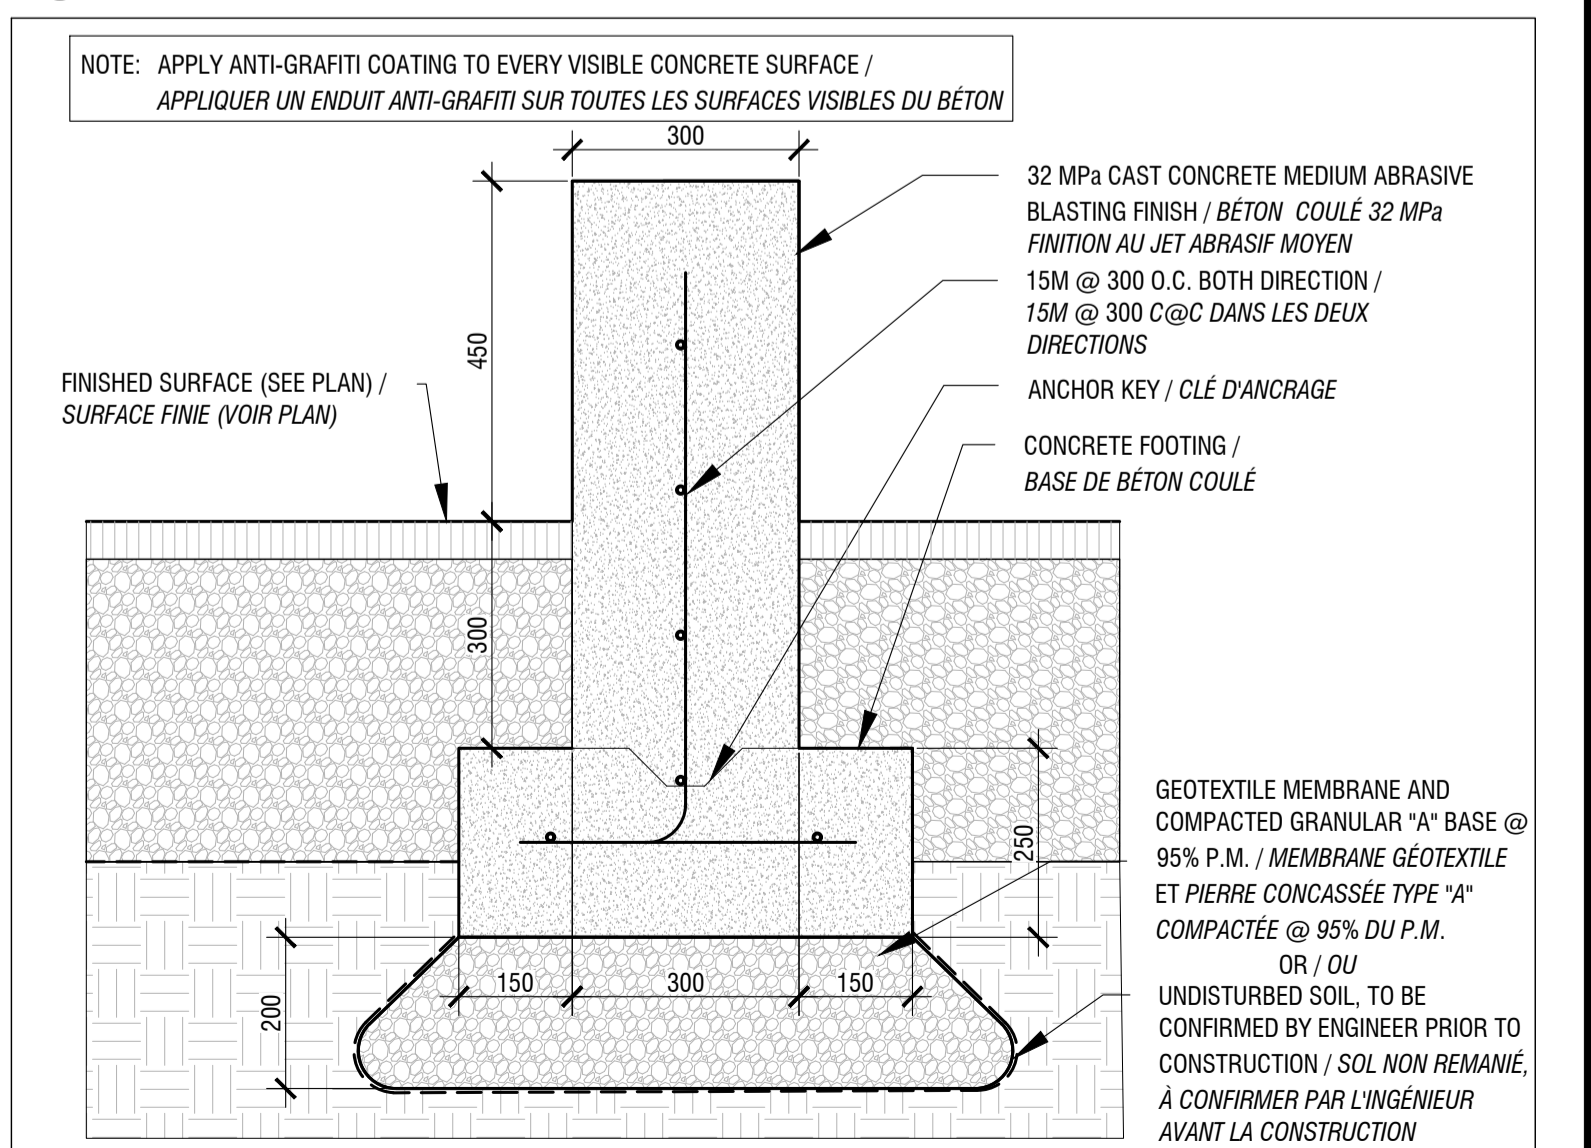 NOTE: APPLY ANTI-GRAFITI COATING TO EVERY VISIBLE CONCRETE SURFACE /
APPLIQUER UN ENDUIT ANTI-GRAFITI SUR TOUTES LES SURFACES VISIBLES DU BÉTON
300
32 MPa CAST CONCRETE MEDIUM ABRASIVE
BLASTING FINISH / BÉTON COULÉ 32 MPa
FINITION AU JET ABRASIF MOYEN
15M @ 300 O.C. BOTH DIRECTION /
15M @ 300 C@C DANS LES DEUX
DIRECTIONS
450
FINISHED SURFACE (SEE PLAN) /
SURFACE FINIE (VOIR PLAN)
ANCHOR KEY / CLÉ D'ANCRAGE
CONCRETE FOOTING /
BASE DE BÉTON COULÉ
300
250
GEOTEXTILE MEMBRANE AND
COMPACTED GRANULAR "A" BASE @
95% P.M. / MEMBRANE GÉOTEXTILE
ET PIERRE CONCASSÉE TYPE "A"
COMPACTÉE @ 95% DU P.M.
OR / OU
UNDISTURBED SOIL, TO BE
CONFIRMED BY ENGINEER PRIOR TO
CONSTRUCTION / SOL NON REMANIÉ,
À CONFIRMER PAR L'INGÉNIEUR
AVANT LA CONSTRUCTION
150
300
150
200